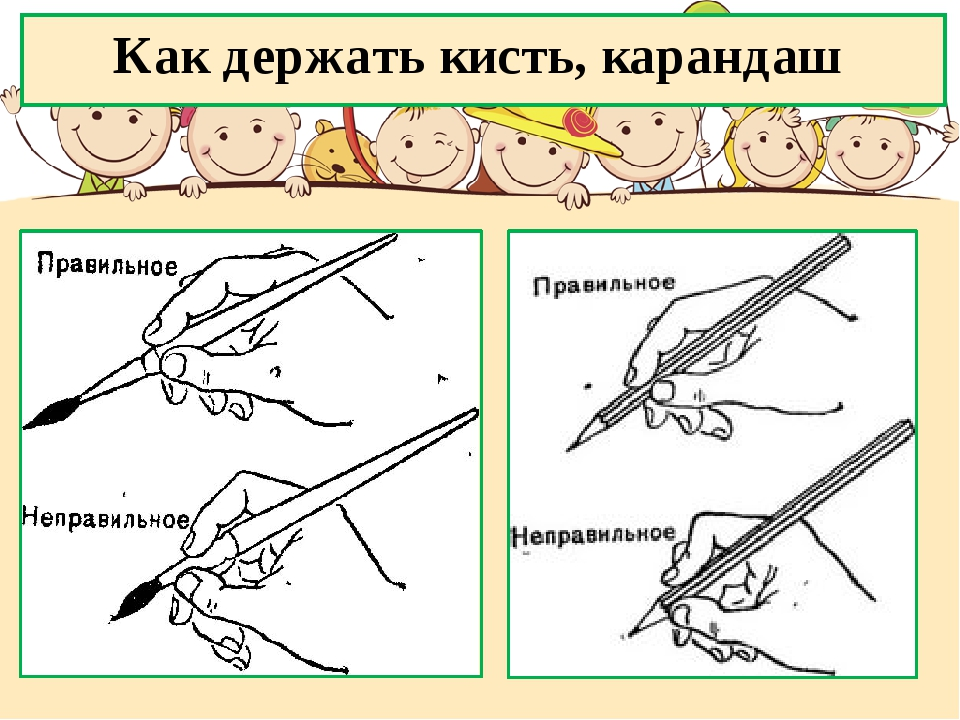 Как держать кисть, карандаш
Правильное
Неправильное
Правильное
Неправильное